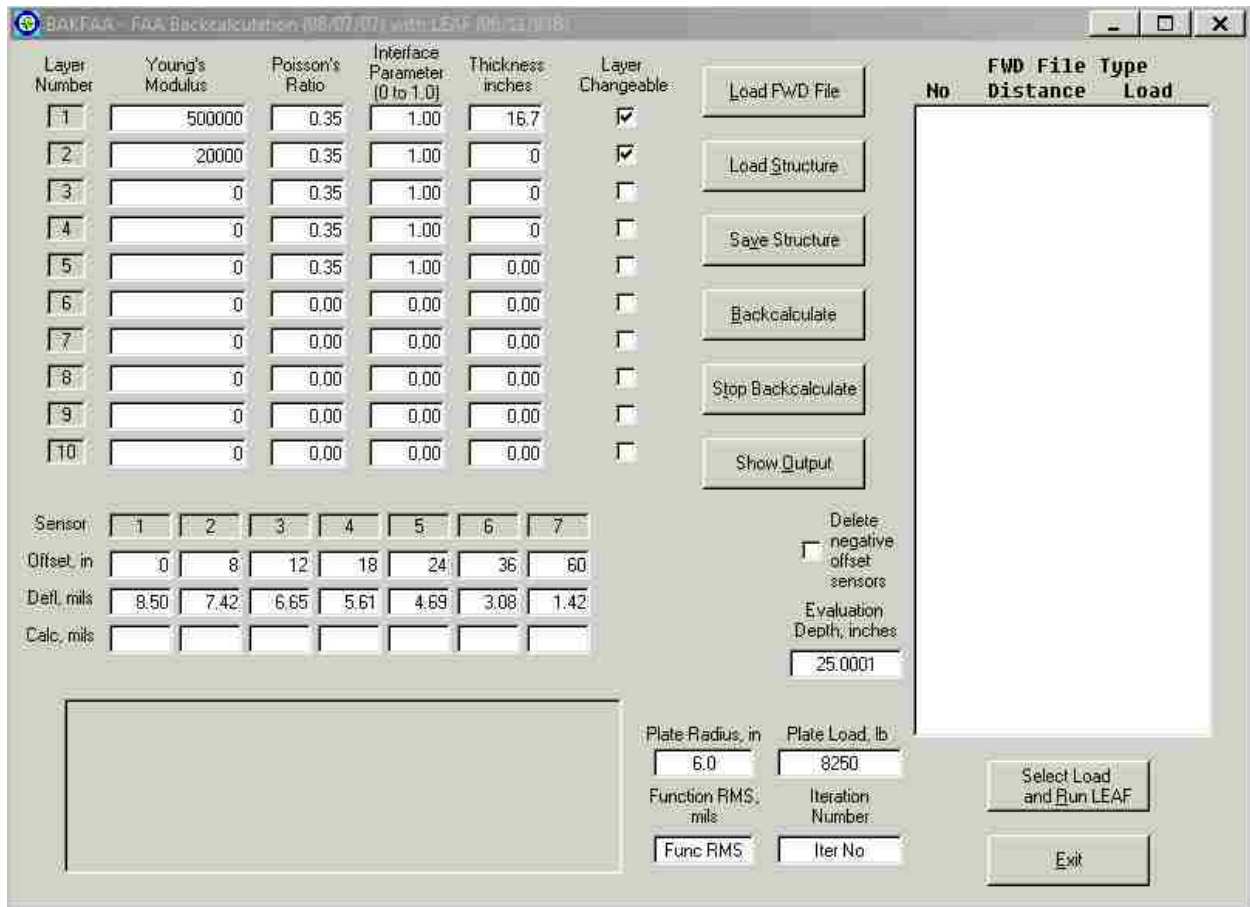 BAKFAA - FAA Backcalculation (08/07/07) with LEAF
Layer Number Young's Modulus Poisson's Ratio Interface Parameter (0 to 1.0) Thickness inches Layer Changeable
1 500000 0.35 1.00 16.7
2 20000 0.35 1.00 0
3 0 0.35 1.00 0
4 0 0.35 1.00 0
5 0 0.35 1.00 0.00
6 0 0.00 0.00 0.00
7 0 0.00 0.00 0.00
8 0 0.00 0.00 0.00
9 0 0.00 0.00 0.00
10 0 0.00 0.00 0.00
Load FWD File
Load Structure
Save Structure
Backcalculate
Stop Backcalculate
Show Output
FWD File Type
No Distance Load
Sensor 1 2 3 4 5 6 7
Offset, in 0 8 12 18 24 36 60
Defl, mils 8.50 7.42 6.65 5.61 4.69 3.08 1.42
Calc, mils
Delete
negative
offset
sensors
Evaluation
Depth, inches
25.0001
Plate Radius, in Plate Load, lb
6.0 8250
Function RMS, mils Iteration Number
Func RMS Iter No
Select Load
and Run LEAF
Exit